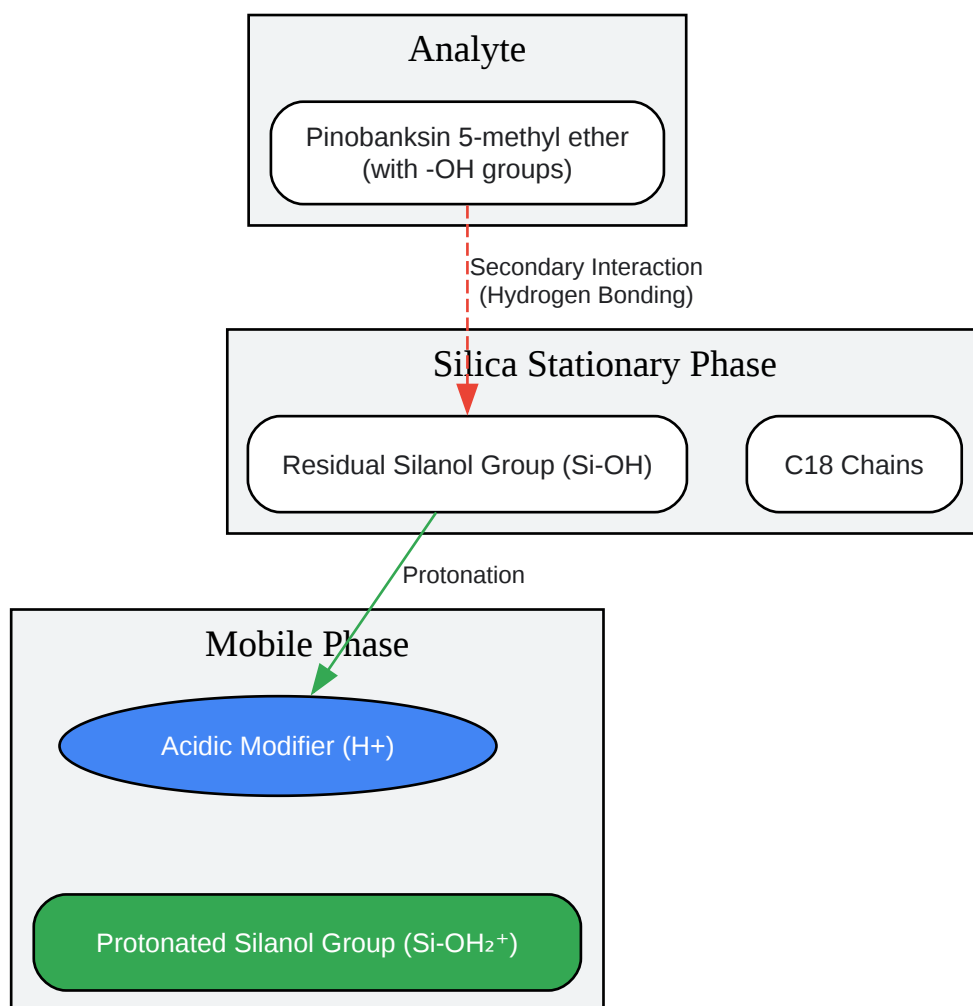 Analyte
Pinobanksin 5-methyl ether
(with -OH groups)
Secondary Interaction
(Hydrogen Bonding)
Silica Stationary Phase
Residual Silanol Group (Si-OH)
C18 Chains
Protonation
Mobile Phase
Acidic Modifier (H+)
Protonated Silanol Group (Si-OH₂⁺)